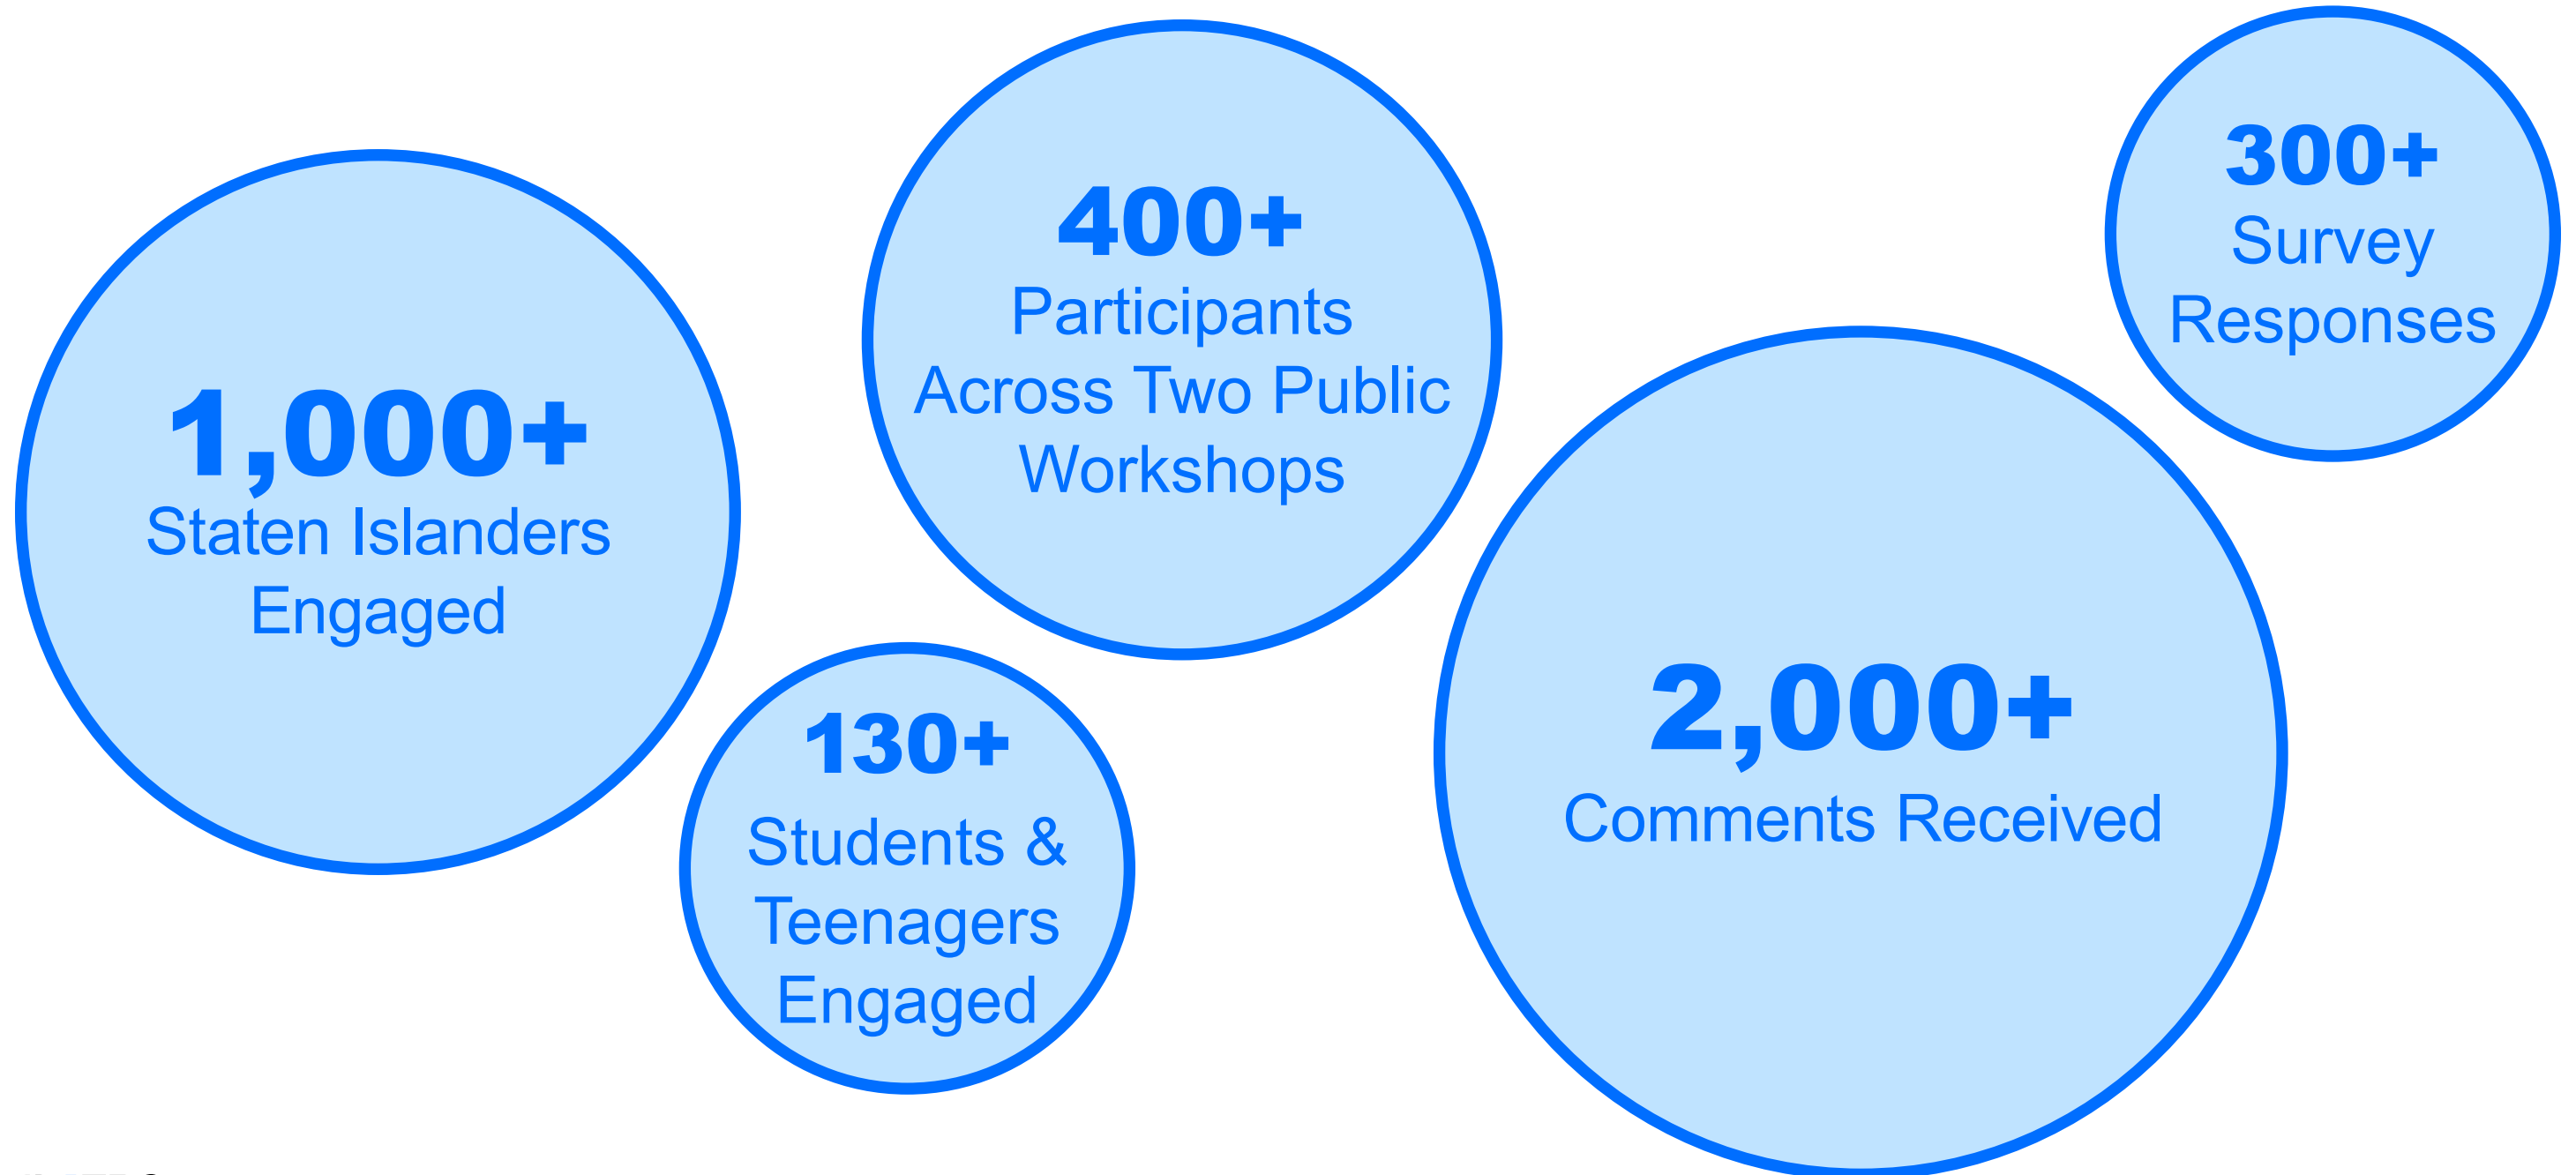 1,000+
Staten Islanders
Engaged
400+
Participants
Across Two Public
Workshops
130+
Students &
Teenagers
Engaged
2,000+
Comments Received
300+
Survey
Responses